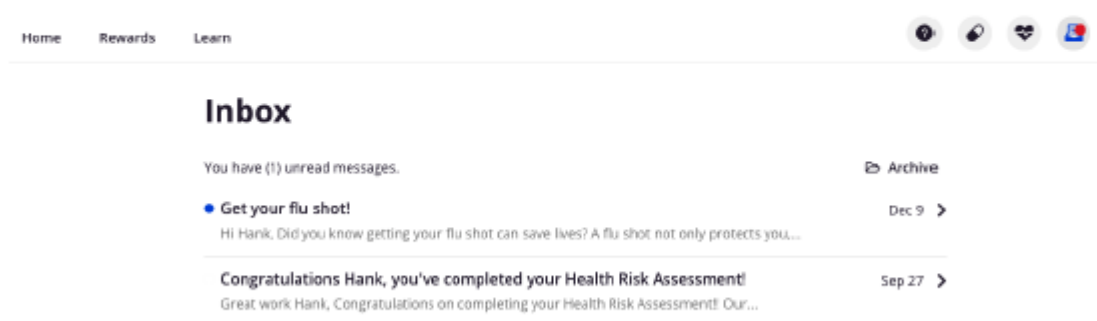 Home Rewards Learn
Inbox
You have (1) unread messages. Archive
Get your flu shot! Dec 9
Hi Hank, Did you know getting your flu shot can save lives? A flu shot not only protects you,...
Congratulations Hank, you've completed your Health Risk Assessment! Sep 27
Great work Hank, Congratulations on completing your Health Risk Assessment! Our...